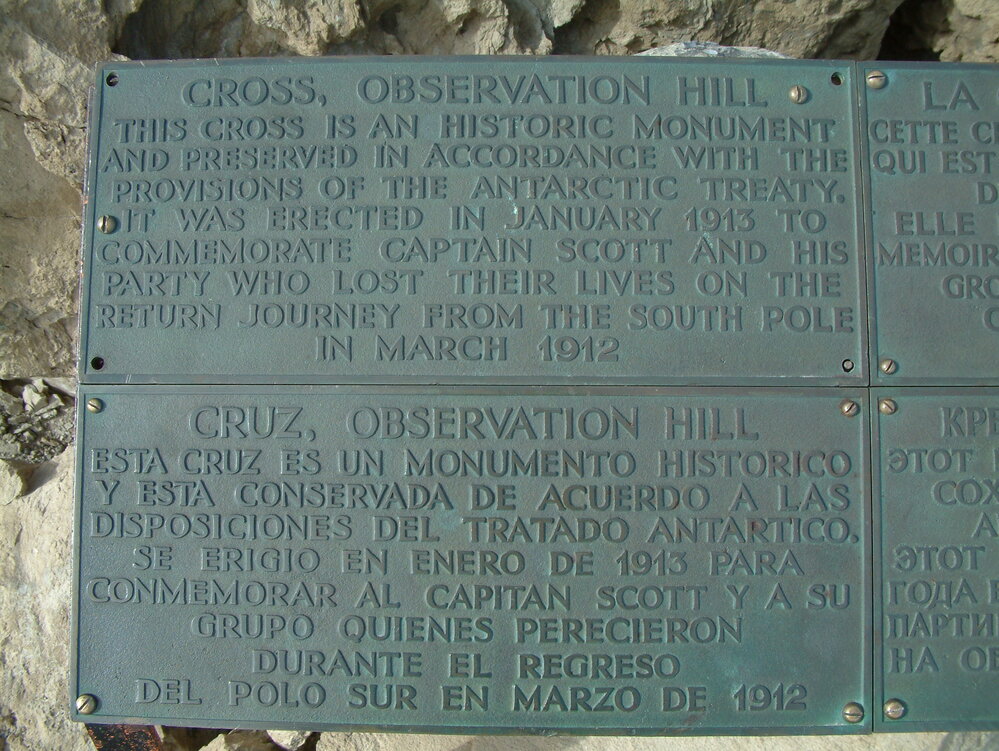 CROSS, OBSERVATION HILL
THIS CROSS IS AN HISTORIC MONUMENT
AND PRESERVED IN ACCORDANCE WITH THE
PROVISIONS OF THE ANTARCTIC TREATY.
IT WAS ERECTED IN JANUARY 1913 TO
COMMEMORATE CAPTAIN SCOTT AND HIS
PARTY WHO LOST THEIR LIVES ON THE
RETURN JOURNEY FROM THE SOUTH POLE
IN MARCH 1912
CRUZ, OBSERVATION HILL
ESTA CRUZ ES UN MONUMENTO HISTORICO
Y ESTA CONSERVADA DE ACUERDO A LAS
DISPOSICIONES DEL TRATADO ANTARTICO.
SE ERIGIO EN ENERO DE 1913 PARA
CONMEMORAR AL CAPITAN SCOTT Y A SU
GRUPO QUIENES PERECIERON
DURANTE EL REGRESO
DEL POLO SUR EN MARZO DE 1912
LA
CETTE
QUI EST
ELLE
ЭТОТ
ЭТОТ
ГОДА
НА